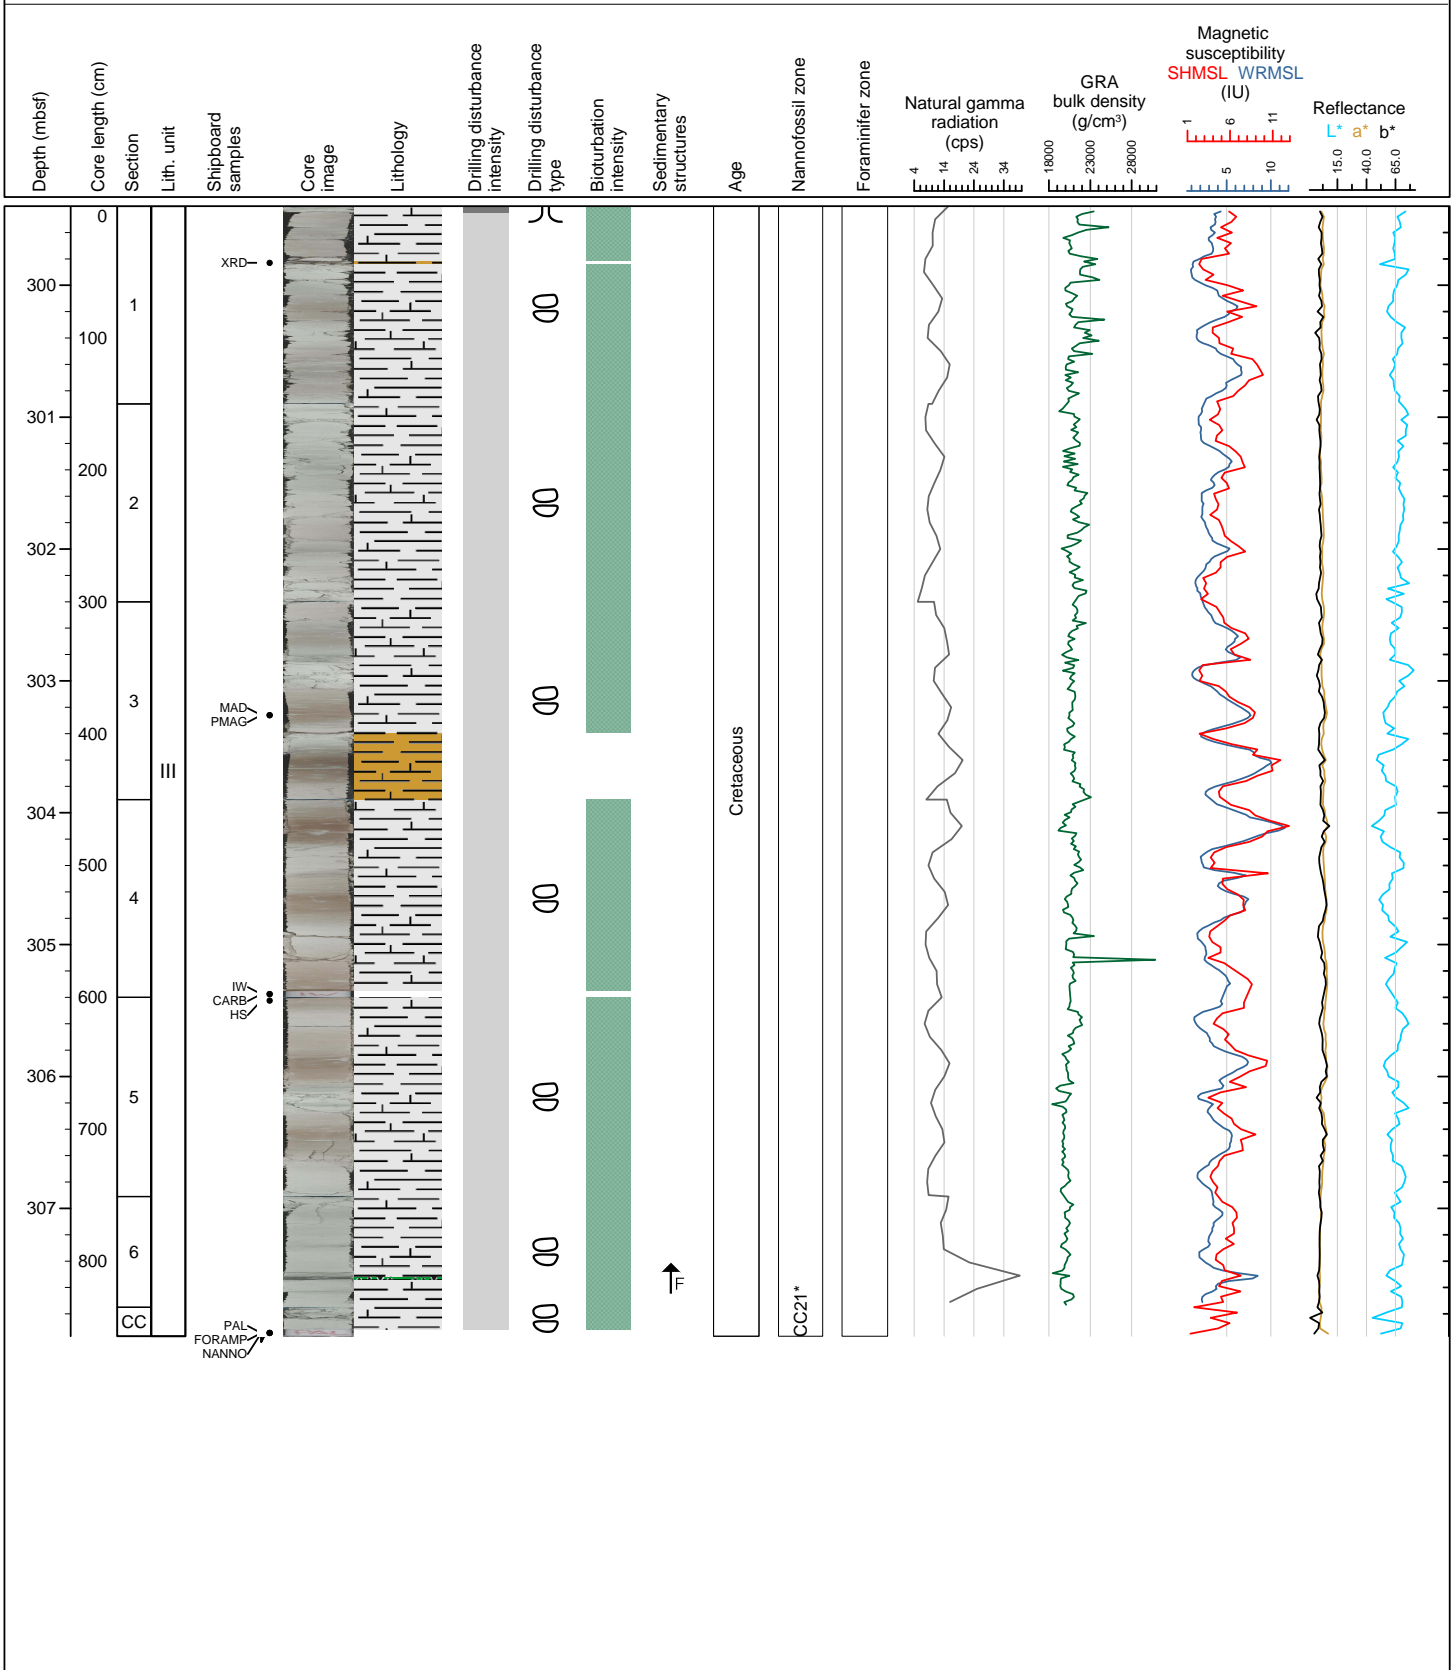 Depth (mbsf)
Core length (cm)
Section
Lith. unit
Shipboard
samples
Core
image
Lithology
Drilling disturbance
intensity
Drilling disturbance
type
Bioturbation
intensity
Sedimentary
structures
Age
Nannofossil zone
Foraminifer zone
Natural gamma
radiation
(cps)
4 14 24 34
GRA
bulk density
(g/cm³)
18000 23000 28000
Magnetic
susceptibility
SHMSL WRMSL
(IU)
1 6 11
5 10
Reflectance
L* a* b*
15.0 40.0 65.0
0
XRD
300
1
100
301
200
2
302
300
303
3
MAD
PMAG
400
III
Cretaceous
304
500
4
305
IW
600
CARB
HS
306
5
700
307
6
800
F
CC
CC21*
PAL
FORAMP
NANNO